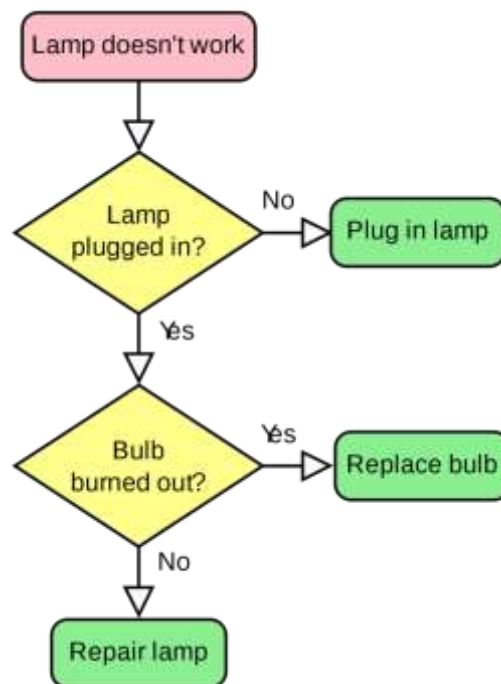 Lamp doesn't work
Lamp
plugged in?
No
Plug in lamp
Yes
Bulb
burned out?
Yes
Replace bulb
No
Repair lamp